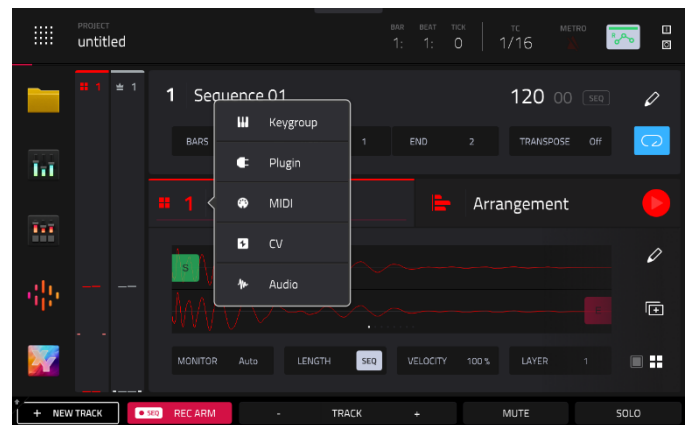 PROJECT
untitled
BAR BEAT TICK
1: 1: 0
TC
1/16
METRO
1 1
1 Sequence 01
120 00 SEQ
BARS 1 END 2 TRANSPOSE Off
Keygroup
Plugin
MIDI
CV
Audio
1
Arrangement
S
E
MONITOR Auto LENGTH SEQ VELOCITY 100 % LAYER 1
+ NEW TRACK SEQ REC ARM - TRACK + MUTE SOLO